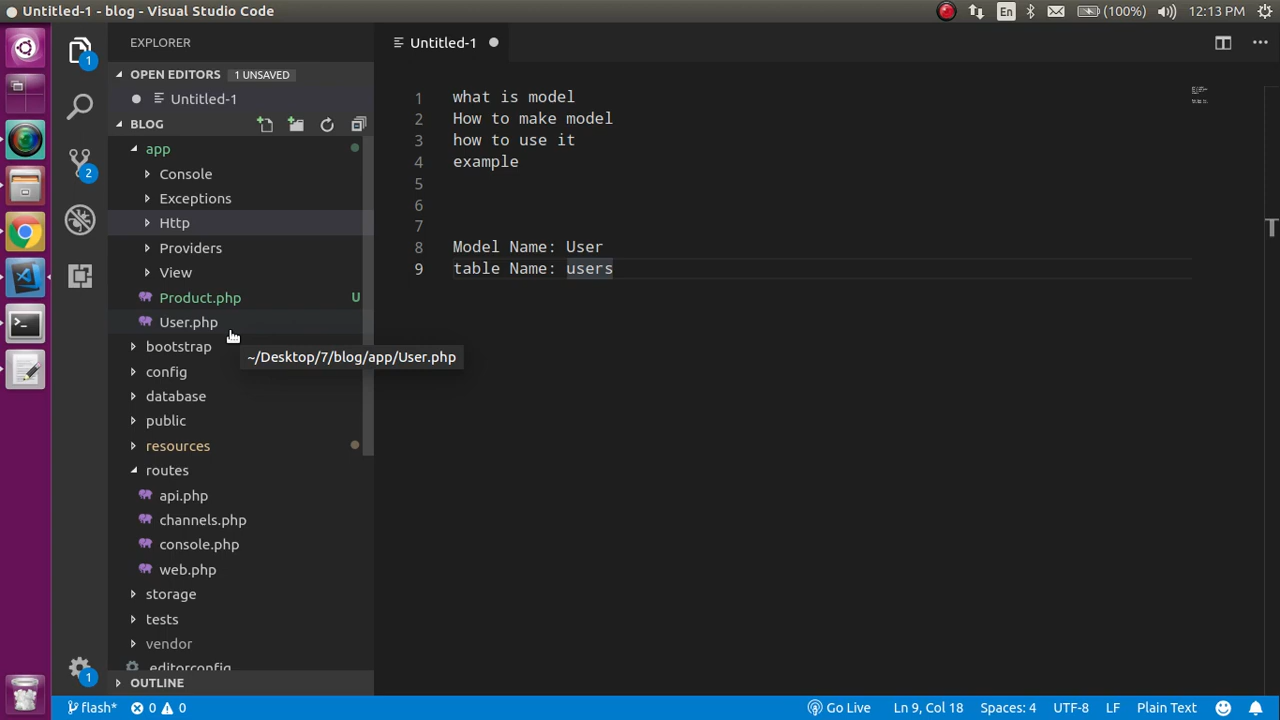 Untitled-1 - blog - Visual Studio Code
En
(100%)
12:13 PM
EXPLORER
OPEN EDITORS
1 UNSAVED
Untitled-1
BLOG
app
Console
Exceptions
Http
Providers
View
Product.php
U
User.php
~/Desktop/7/blog/app/User.php
bootstrap
config
database
public
resources
routes
api.php
channels.php
console.php
web.php
storage
tests
vendor
.editorconfig
OUTLINE
1
2
1
Untitled-1
1 what is model
2 How to make model
3 how to use it
4 example
5
6
7
8 Model Name: User
9 table Name: users
flash*
0
0
Go Live
Ln 9, Col 18
Spaces: 4
UTF-8
LF
Plain Text